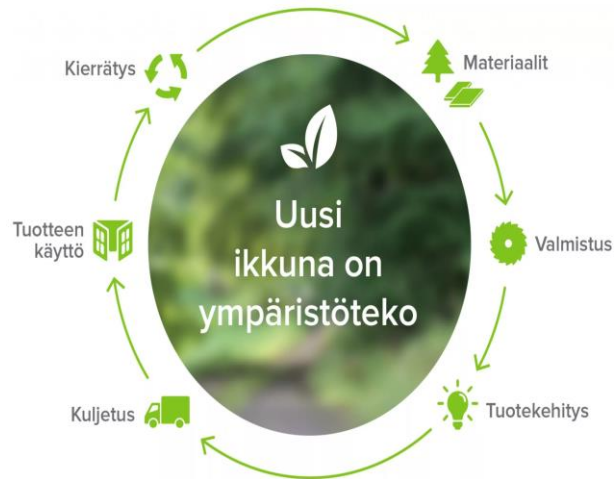 Kierrätys
Materiaalit
Uusi
ikkuna on
ympäristöteko
Tuotteen
käyttö
Valmistus
Kuljetus
Tuotekehitys